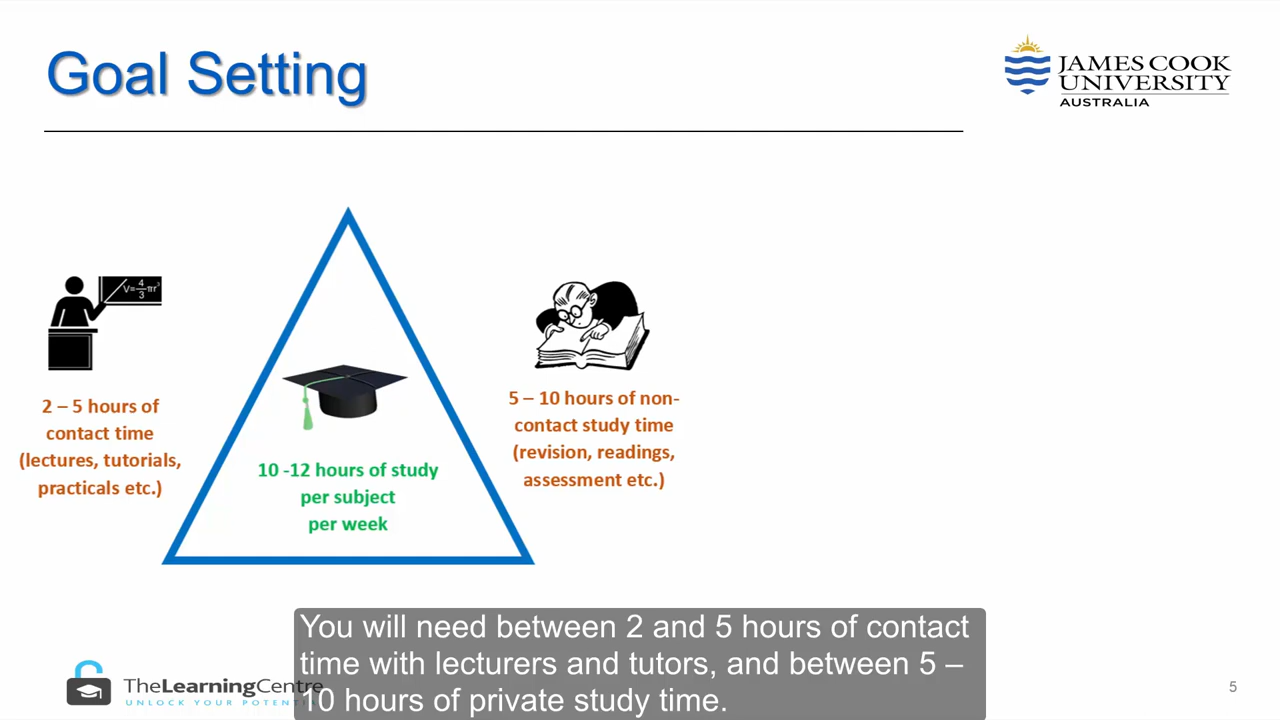 Goal Setting
JAMES COOK
UNIVERSITY
AUSTRALIA
V=4/3πr³
2 – 5 hours of
contact time
(lectures, tutorials,
practicals etc.)
10 -12 hours of study
per subject
per week
5 – 10 hours of non-
contact study time
(revision, readings,
assessment etc.)
You will need between 2 and 5 hours of contact
time with lecturers and tutors, and between 5 –
10 hours of private study time.
TheLearningCentre
UNLOCK YOUR
5